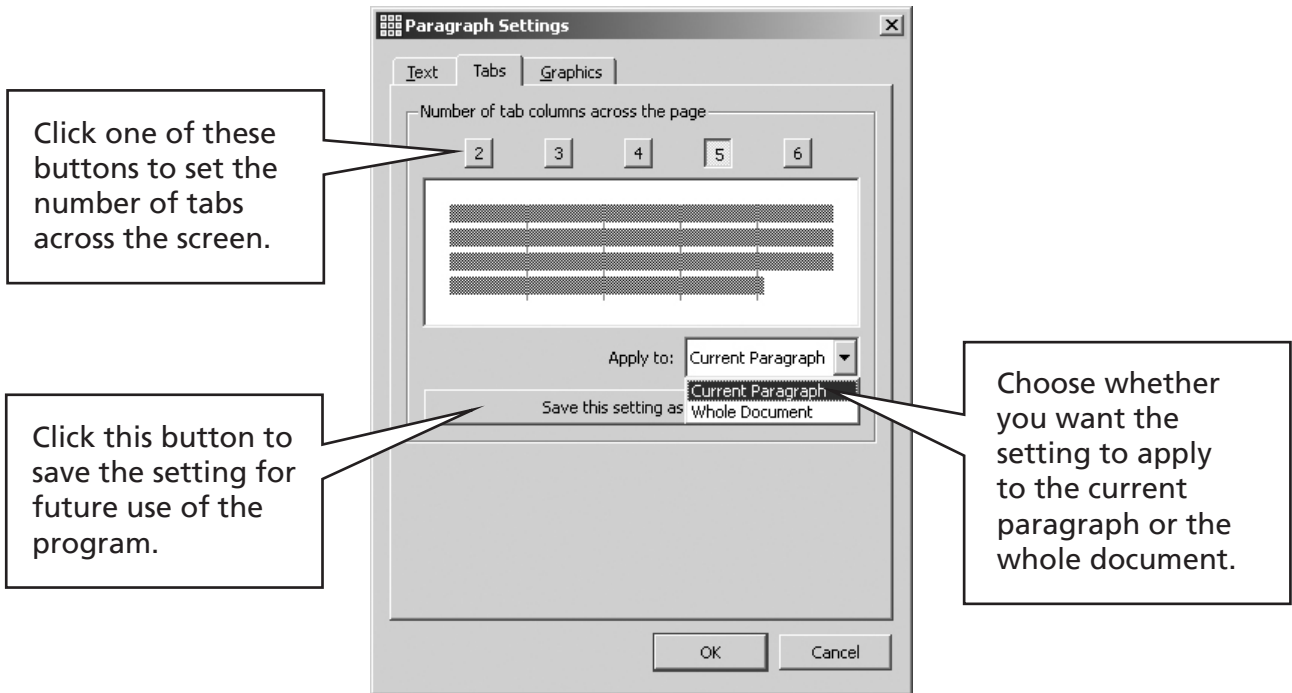 Paragraph Settings
Text Tabs Graphics
Number of tab columns across the page
2 3 4 5 6
Click one of these
buttons to set the
number of tabs
across the screen.
Apply to: Current Paragraph
Current Paragraph
Whole Document
Save this setting as
Click this button to
save the setting for
future use of the
program.
Choose whether
you want the
setting to apply
to the current
paragraph or the
whole document.
OK Cancel